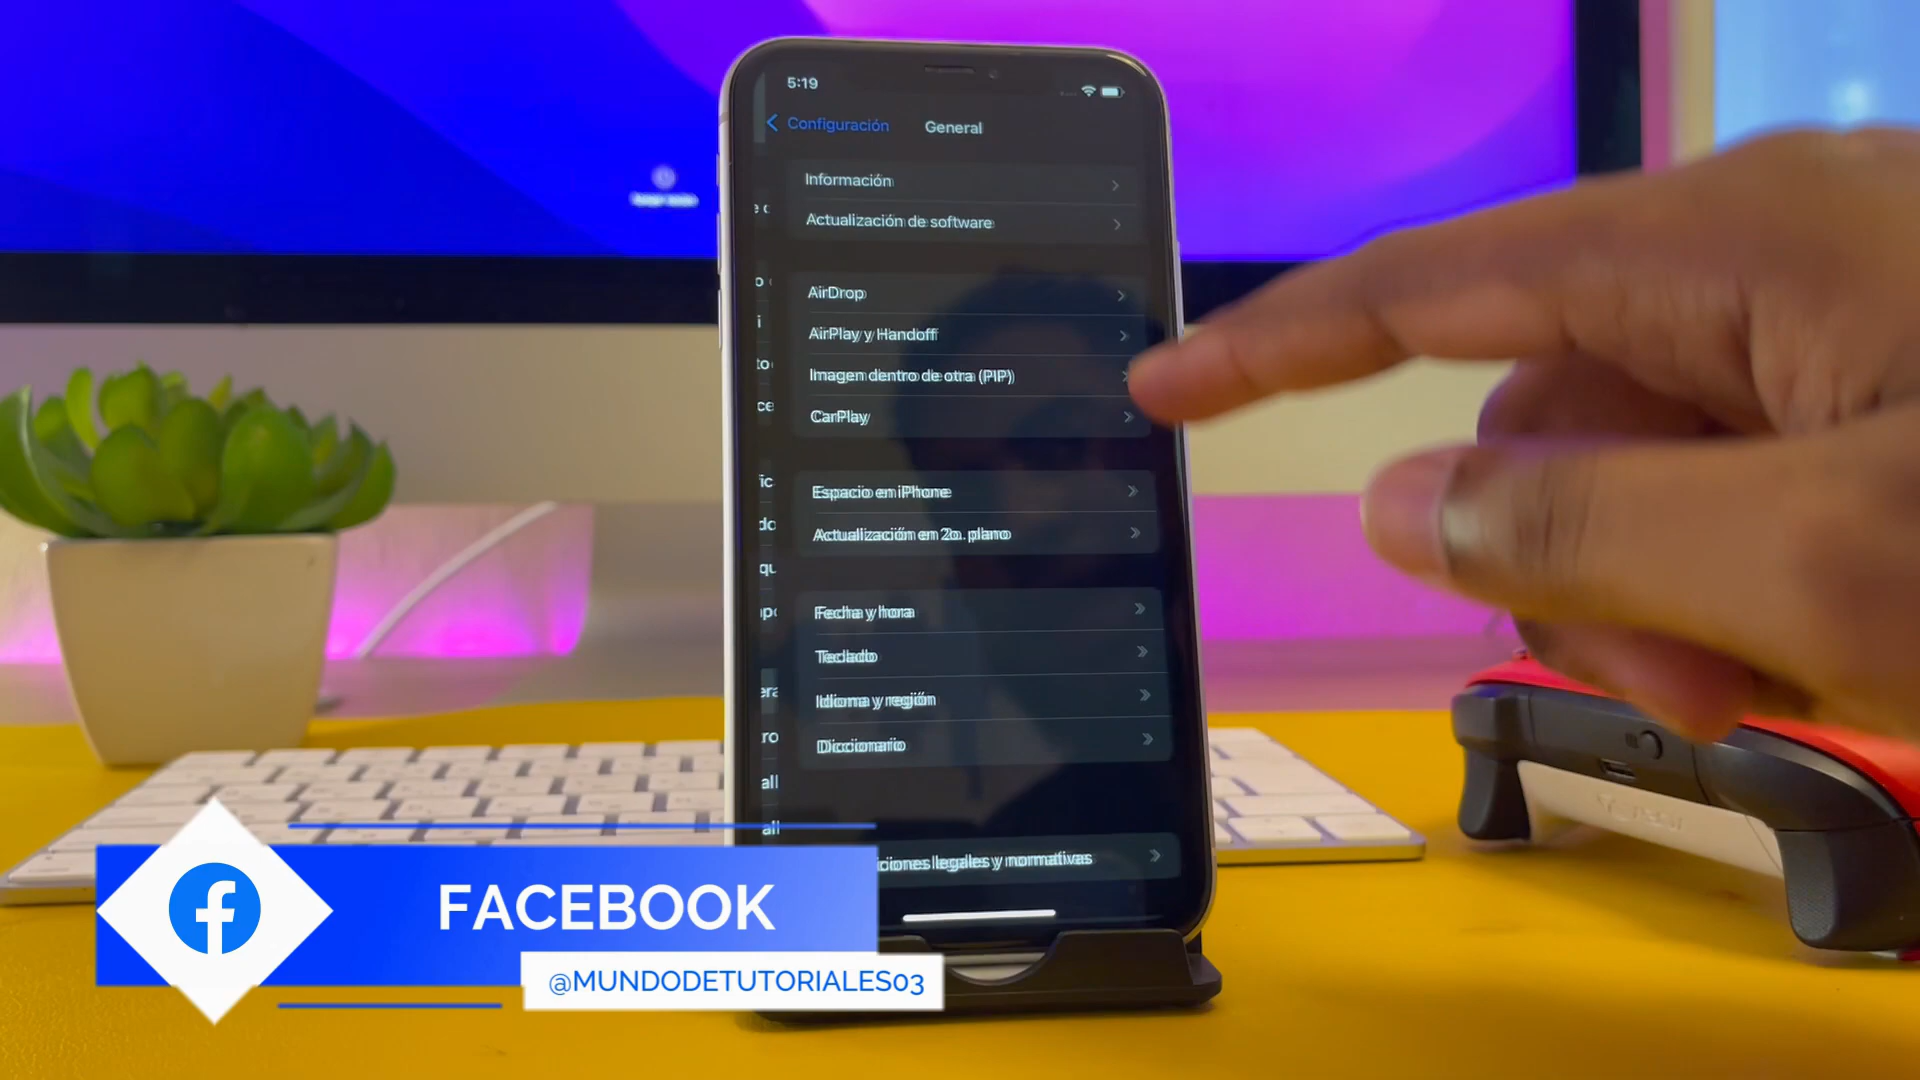 5:19
Configuración
General
Información
Actualización de software
AirDrop
AirPlay y Handoff
Imagen dentro de otra (PIP)
CarPlay
Espacio en iPhone
Actualización en 2o. plano
Fecha y hora
Teclado
Idioma y región
Diccionario
ciones legales y normativas
FACEBOOK
@MUNDODETUTORIALES03